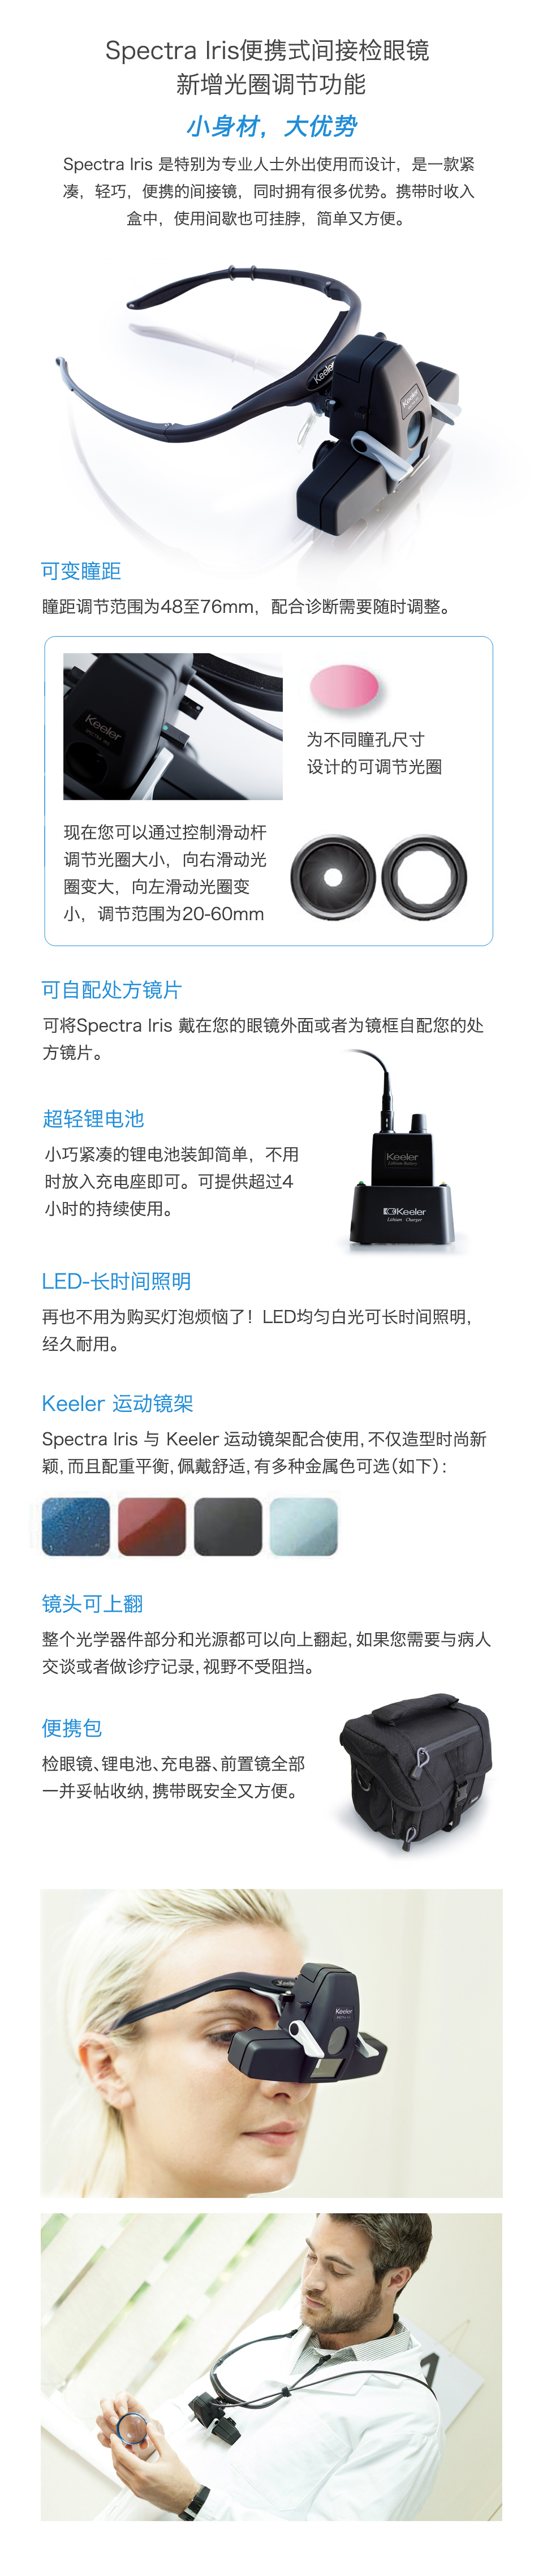 Spectra Iris便携式间接检眼镜
新增光圈调节功能
小身材，大优势
Spectra Iris 是特别为专业人士外出使用而设计，是一款紧
凑，轻巧，便携的间接镜，同时拥有很多优势。携带时收入
盒中，使用间歇也可挂脖，简单又方便。
Keeler
Keeler
可变瞳距
瞳距调节范围为48至76mm，配合诊断需要随时调整。
Keeler
SPECTRA IRIS
为不同瞳孔尺寸
设计的可调节光圈
现在您可以通过控制滑动杆
调节光圈大小，向右滑动光
圈变大，向左滑动光圈变
小，调节范围为20-60mm
可自配处方镜片
可将Spectra Iris 戴在您的眼镜外面或者为镜框自配您的处
方镜片。
超轻锂电池
小巧紧凑的锂电池装卸简单，不用
时放入充电座即可。可提供超过4
小时的持续使用。
Keeler
Lithium Battery
Keeler
Lithium Charger
LED-长时间照明
再也不用为购买灯泡烦恼了！LED均匀白光可长时间照明，
经久耐用。
Keeler 运动镜架
Spectra Iris 与 Keeler 运动镜架配合使用，不仅造型时尚新
颖，而且配重平衡，佩戴舒适，有多种金属色可选（如下）：
镜头可上翻
整个光学器件部分和光源都可以向上翻起，如果您需要与病人
交谈或者做诊疗记录，视野不受阻挡。
便携包
检眼镜、锂电池、充电器、前置镜全部
一并妥帖收纳，携带既安全又方便。
Keeler